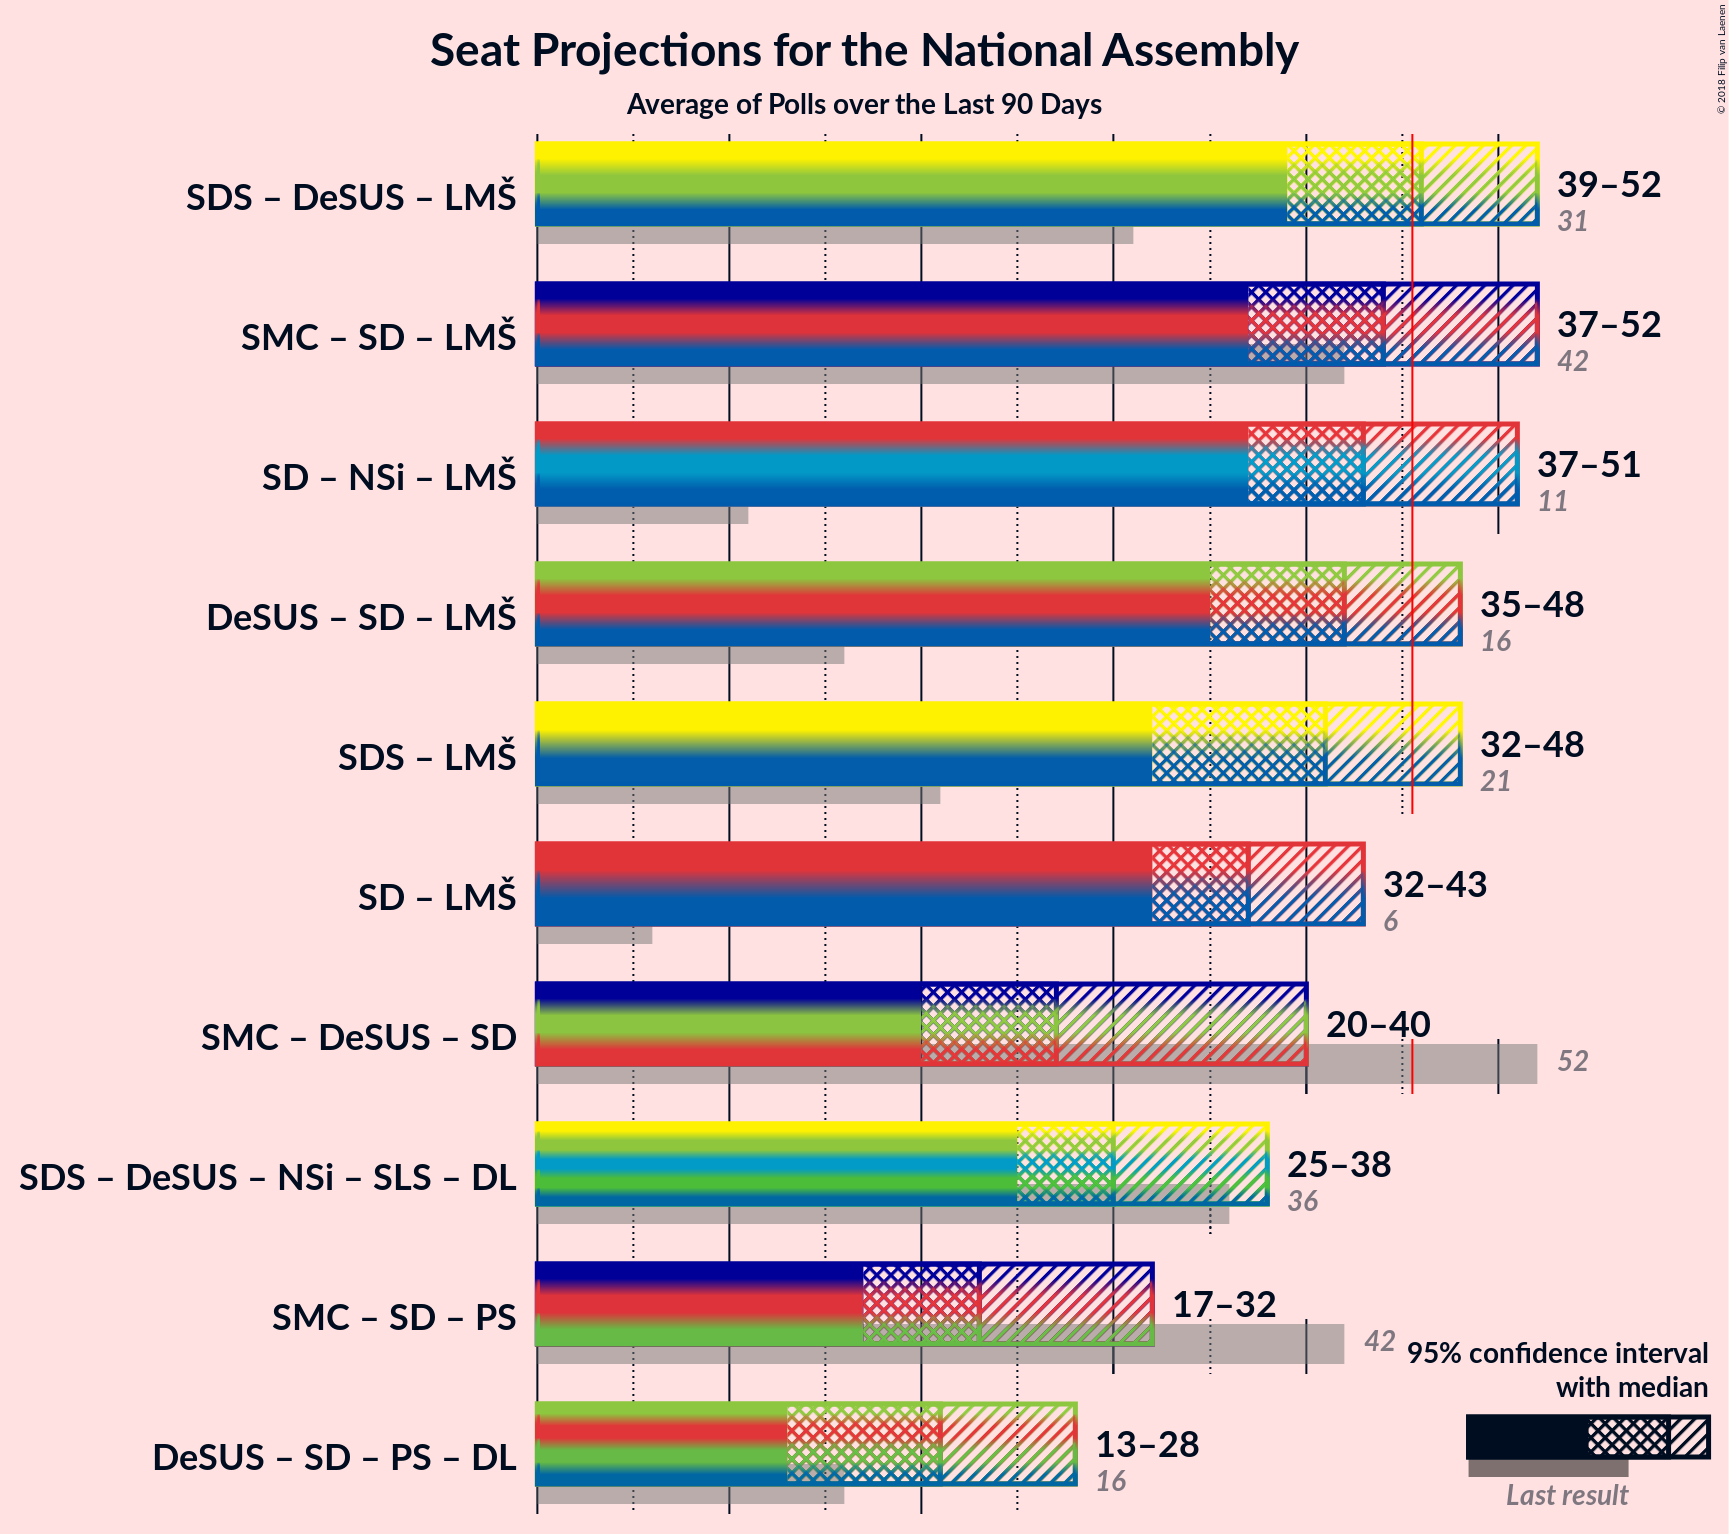 Seat Projections for the National Assembly
Average of Polls over the Last 90 Days
© 2018 Filip van Laenen
SDS – DeSUS – LMŠ
39–52
31
SMC – SD – LMŠ
37–52
42
SD – NSi – LMŠ
37–51
11
DeSUS – SD – LMŠ
35–48
16
SDS – LMŠ
32–48
21
SD – LMŠ
32–43
6
SMC – DeSUS – SD
20–40
52
SDS – DeSUS – NSi – SLS – DL
25–38
36
SMC – SD – PS
17–32
42
DeSUS – SD – PS – DL
13–28
16
95% confidence interval
with median
Last result